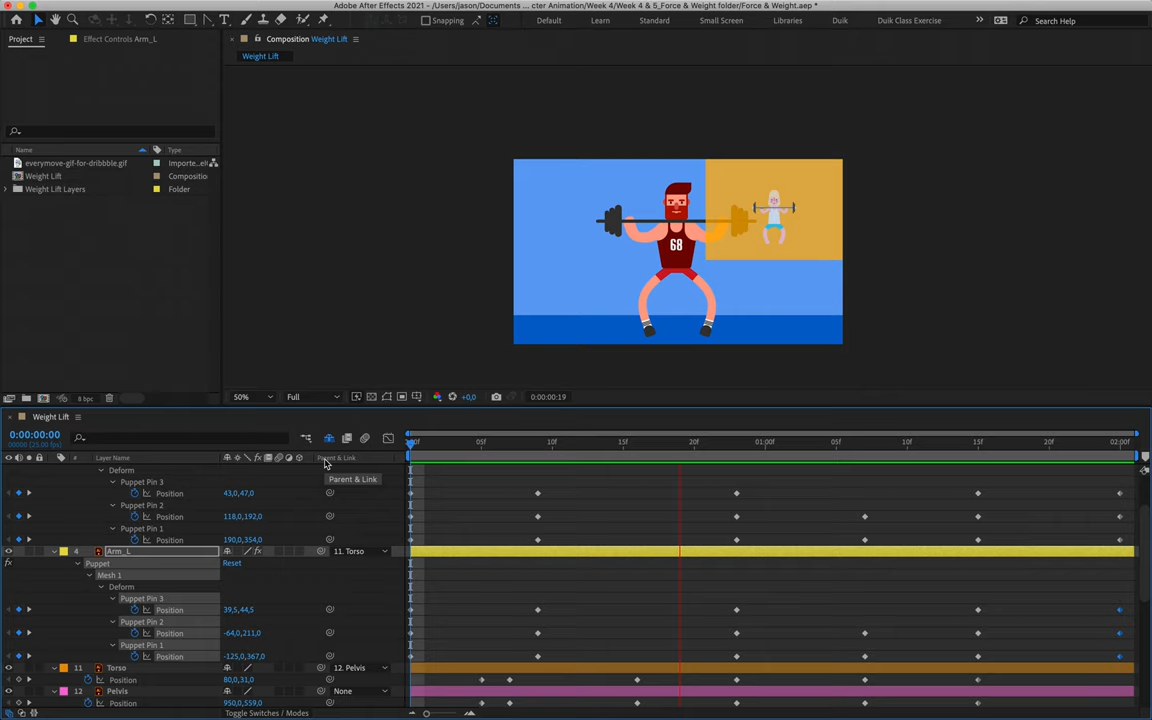 Adobe After Effects 2021 - /Users/jason/Documents ... cter Animation/Week 4/Week 4 & 5_Force & Weight folder/Force & Weight.aep *
Snapping
Default
Learn
Standard
Small Screen
Libraries
Duik
Duik Class Exercise
Search Help
Project
Effect Controls Arm_L
Composition Weight Lift
Weight Lift
Name
Type
everymove-gif-for-dribbble.gif
Importe...eli
Weight Lift
Compositio
Weight Lift Layers
Folder
68
8 bpc
50%
Full
+0,0
0:00:00:19
Weight Lift
0:00:00:00
00000 (25.00 fps)
05f
10f
15f
20f
01:00f
05f
10f
15f
02:00f
#
Layer Name
Parent & Link
Parent & Link
Deform
Puppet Pin 3
Position
43,0,47,0
Puppet Pin 2
Position
118,0,192,0
Puppet Pin 1
Position
190,0,354,0
4
Arm_L
11. Torso
Puppet
Reset
Mesh 1
Deform
Puppet Pin 3
Position
39,5,44,5
Puppet Pin 2
Position
-64,0,211,0
Puppet Pin 1
Position
-125,0,367,0
11
Torso
12. Pelvis
Position
80,0,31,0
12
Pelvis
None
Position
950,0,559,0
Toggle Switches / Modes